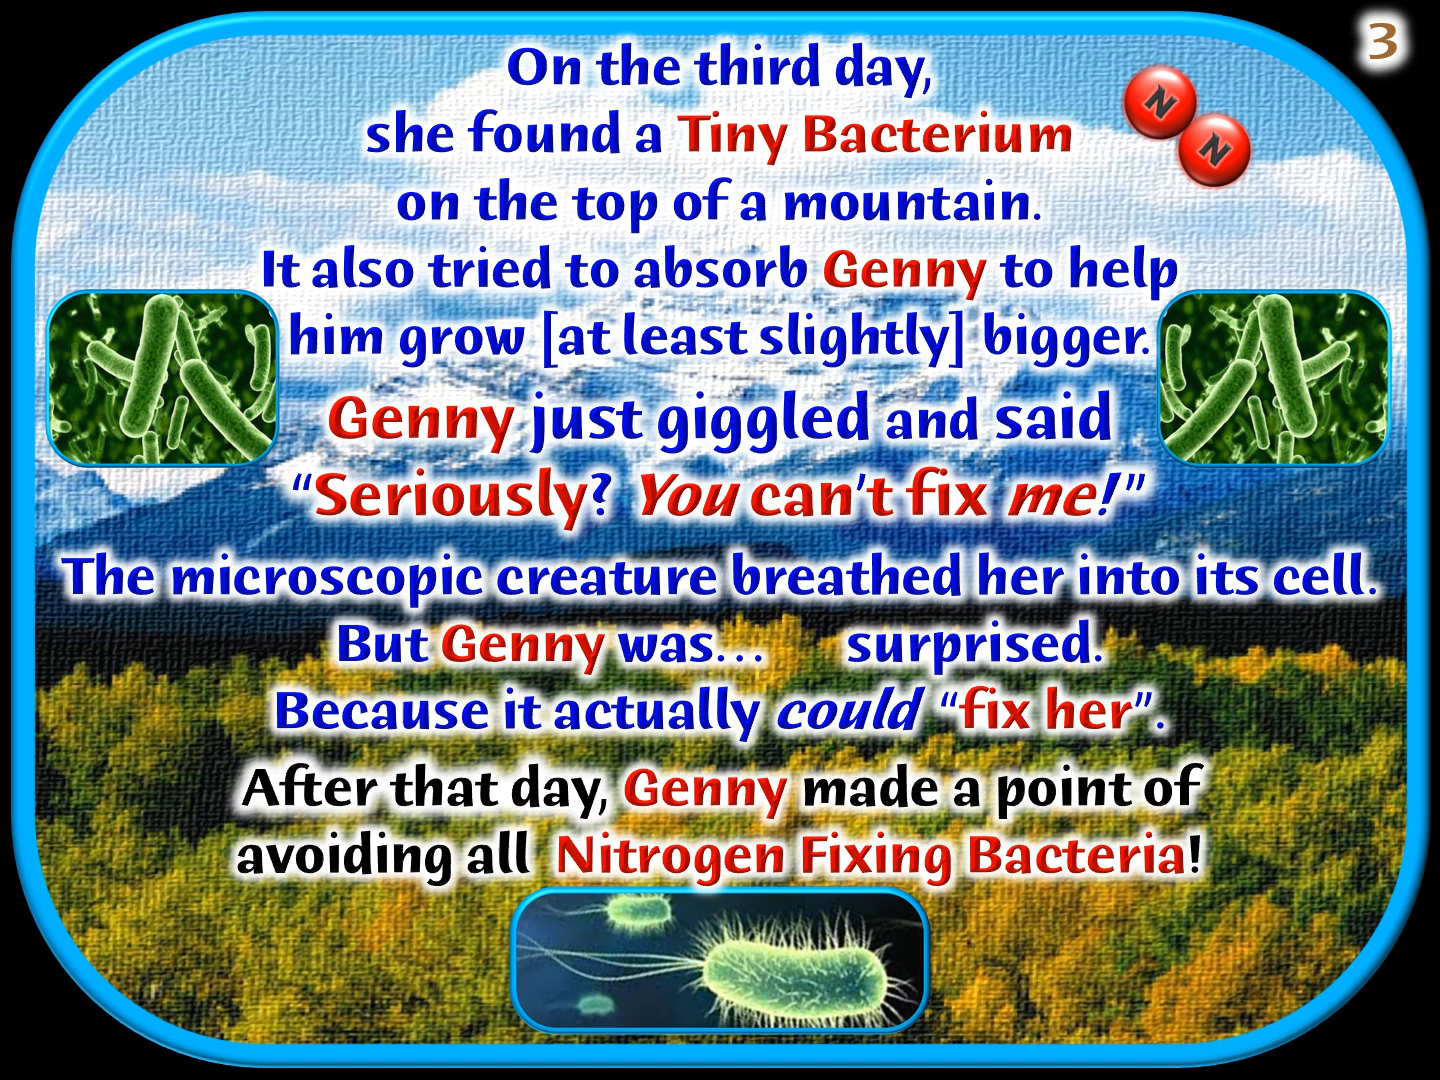 3
On the third day,
she found a Tiny Bacterium
on the top of a mountain.
It also tried to absorb Genny to help
him grow [at least slightly] bigger.
Genny just giggled and said
“Seriously? You can’t fix me!”
The microscopic creature breathed her into its cell.
But Genny was… surprised.
Because it actually could “fix her”.
After that day, Genny made a point of
avoiding all Nitrogen Fixing Bacteria!
N
N